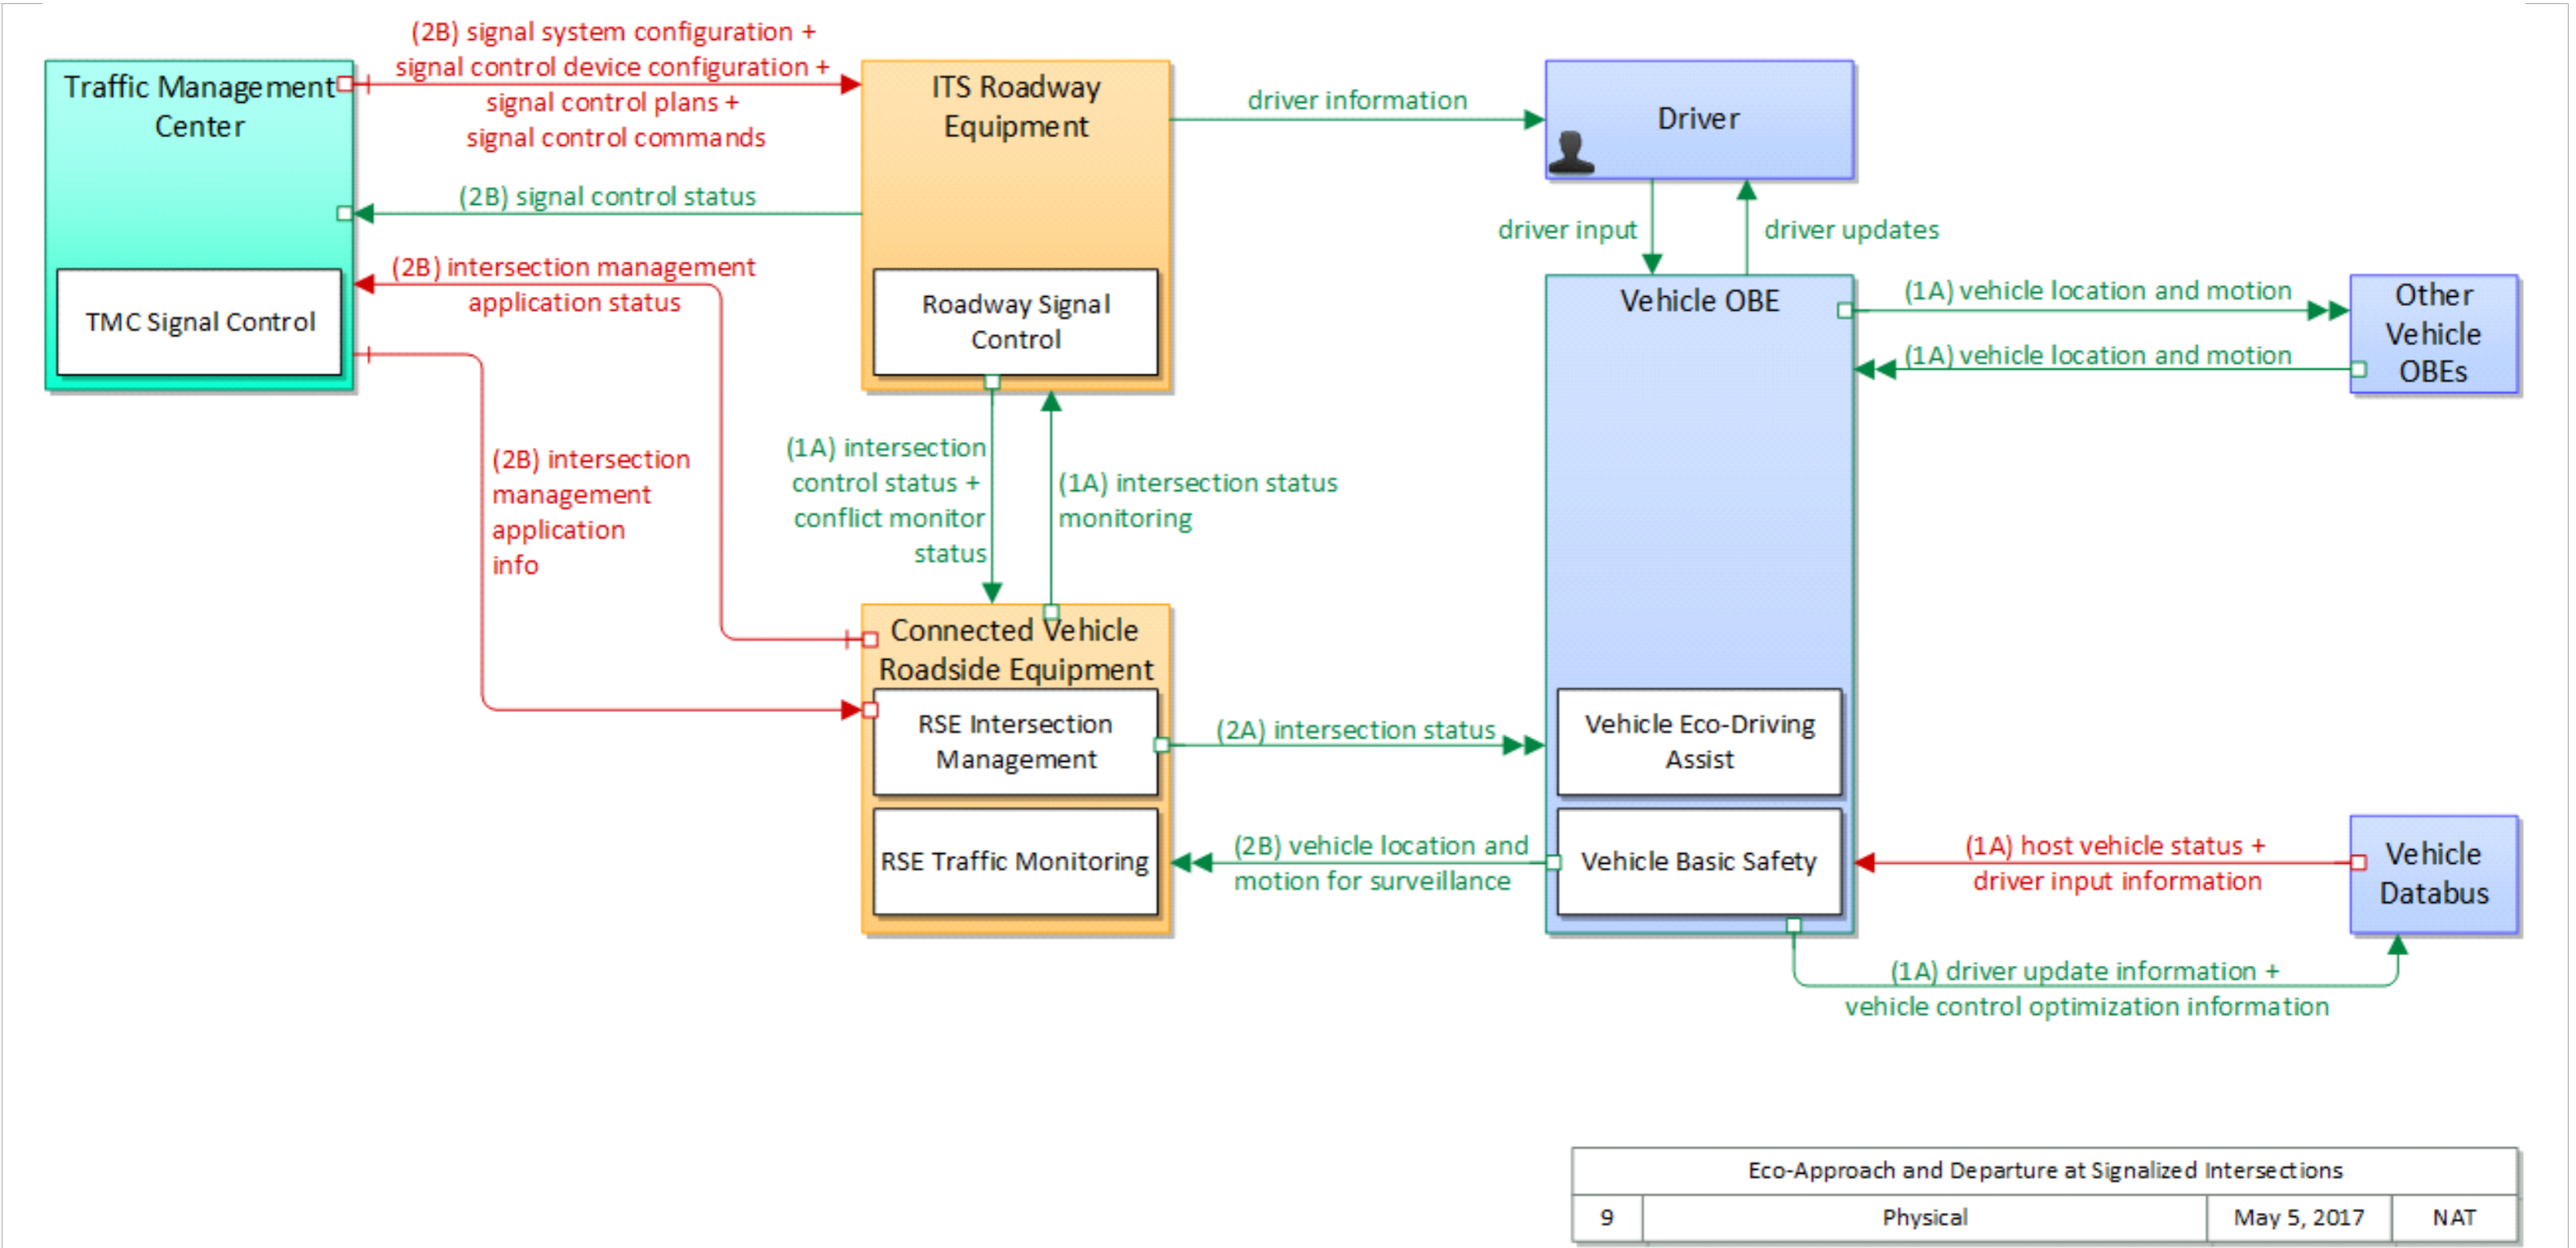 (2B) signal system configuration +
signal control device configuration +
signal control plans +
signal control commands
Traffic Management
Center
ITS Roadway
Equipment
driver information
Driver
(2B) signal control status
driver input
driver updates
(2B) intersection management
application status
TMC Signal Control
Roadway Signal
Control
Vehicle OBE
(1A) vehicle location and motion
(1A) vehicle location and motion
Other
Vehicle
OBEs
(2B) intersection
management
application
info
(1A) intersection
control status +
conflict monitor
status
(1A) intersection status
monitoring
Connected Vehicle
Roadside Equipment
RSE Intersection
Management
(2A) intersection status
Vehicle Eco-Driving
Assist
RSE Traffic Monitoring
(2B) vehicle location and
motion for surveillance
Vehicle Basic Safety
(1A) host vehicle status +
driver input information
Vehicle
Databus
(1A) driver update information +
vehicle control optimization information
Eco-Approach and Departure at Signalized Intersections
9 Physical May 5, 2017 NAT